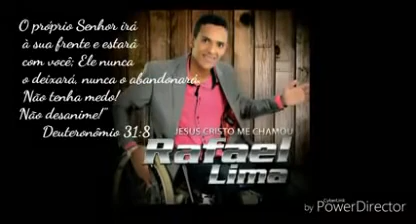 O próprio Senhor irá
à sua frente e estará
com você; Ele nunca
o deixará, nunca o abandonará.
Não tenha medo!
Não desanime!"
Deuteronômio 31:8
JESUS CRISTO ME CHAMOU
Rafael
Lima
CyberLink
by PowerDirector